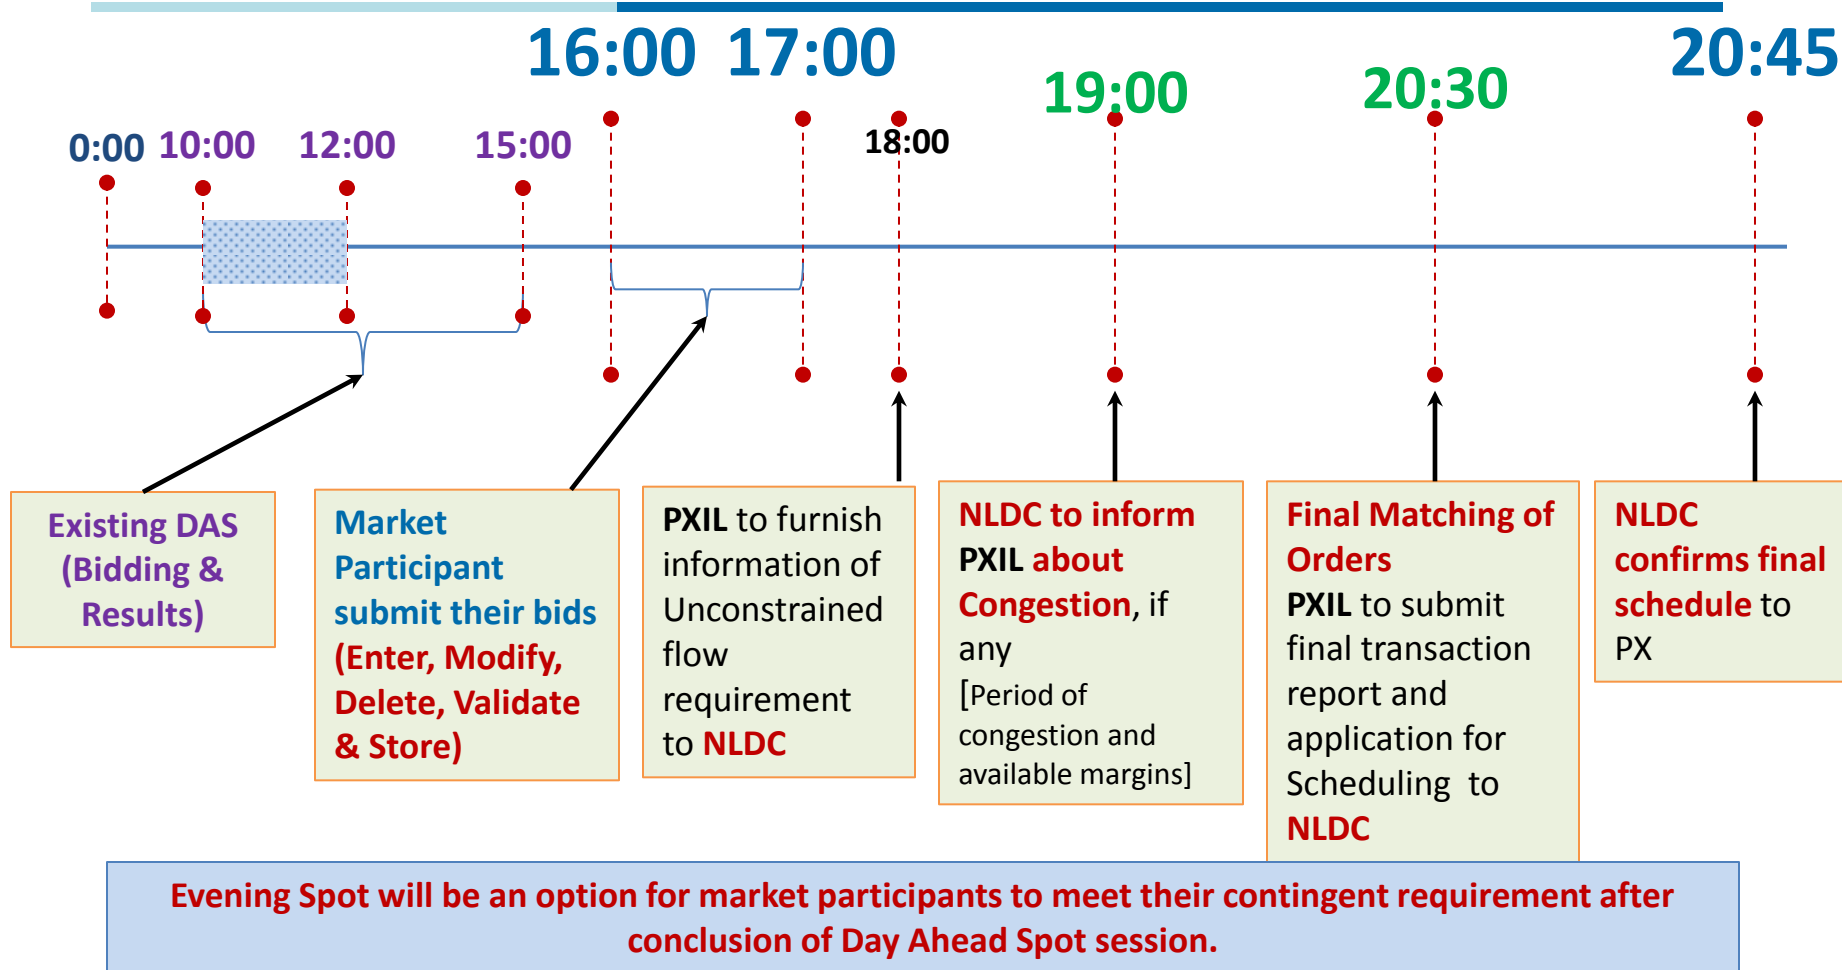 16:00 17:00 20:45
19:00 20:30
0:00 10:00 12:00 15:00 18:00
Existing DAS
(Bidding &
Results)
Market
Participant
submit their bids
(Enter, Modify,
Delete, Validate
& Store)
PXIL to furnish
information of
Unconstrained
flow
requirement
to NLDC
NLDC to inform
PXIL about
Congestion, if
any
[Period of
congestion and
available margins]
Final Matching of
Orders
PXIL to submit
final transaction
report and
application for
Scheduling to
NLDC
NLDC
confirms final
schedule to
PX
Evening Spot will be an option for market participants to meet their contingent requirement after
conclusion of Day Ahead Spot session.